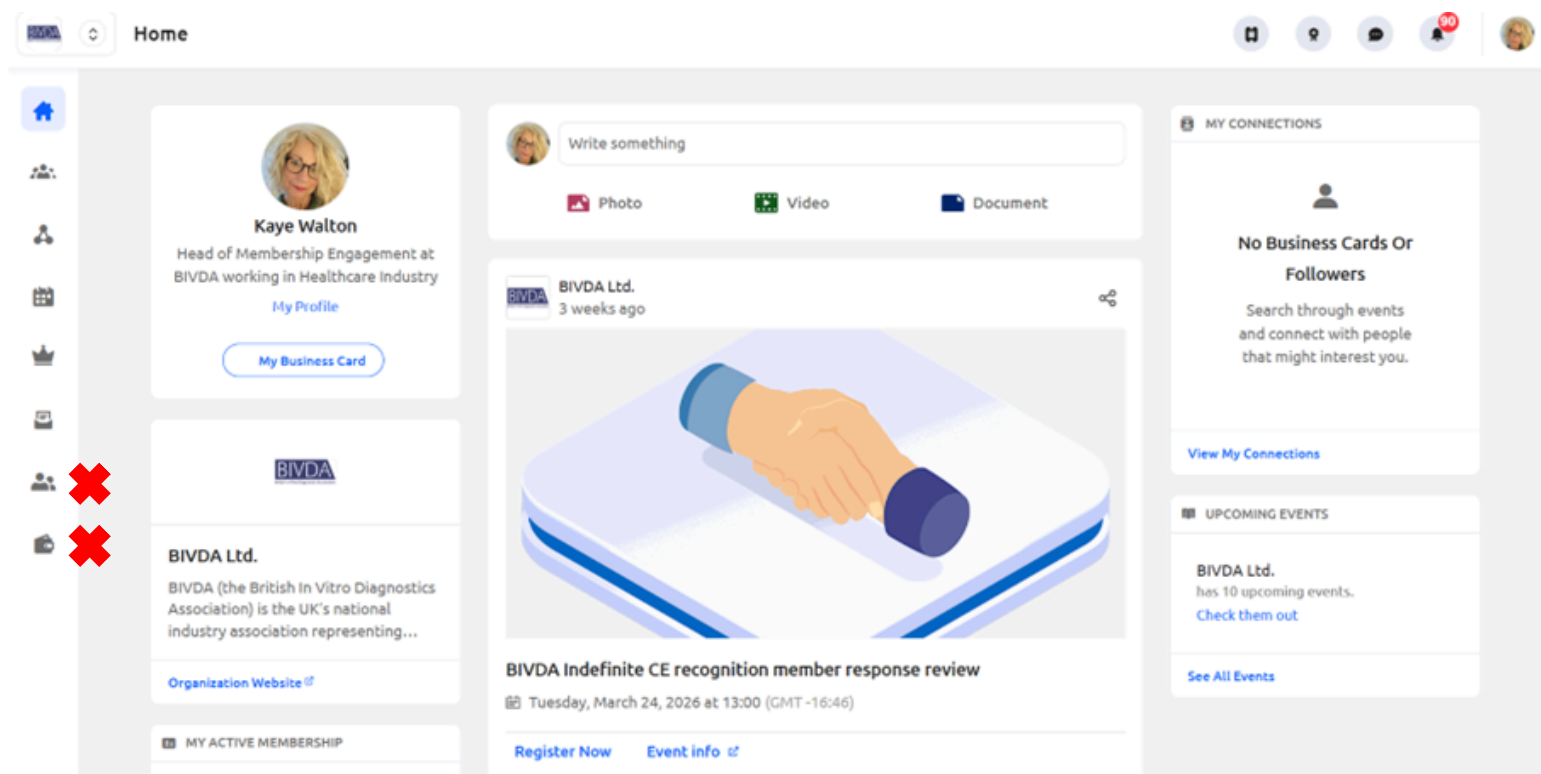 BIVDA
Home
90
Kaye Walton
Head of Membership Engagement at
BIVDA working in Healthcare Industry
My Profile
My Business Card
BIVDA
BIVDA Ltd.
BIVDA (the British In Vitro Diagnostics
Association) is the UK's national
industry association representing...
Organization Website
MY ACTIVE MEMBERSHIP
Write something
Photo
Video
Document
BIVDA
BIVDA Ltd.
3 weeks ago
BIVDA Indefinite CE recognition member response review
Tuesday, March 24, 2026 at 13:00 (GMT -16:46)
Register Now
Event info
MY CONNECTIONS
No Business Cards Or
Followers
Search through events
and connect with people
that might interest you.
View My Connections
UPCOMING EVENTS
BIVDA Ltd.
has 10 upcoming events.
Check them out
See All Events